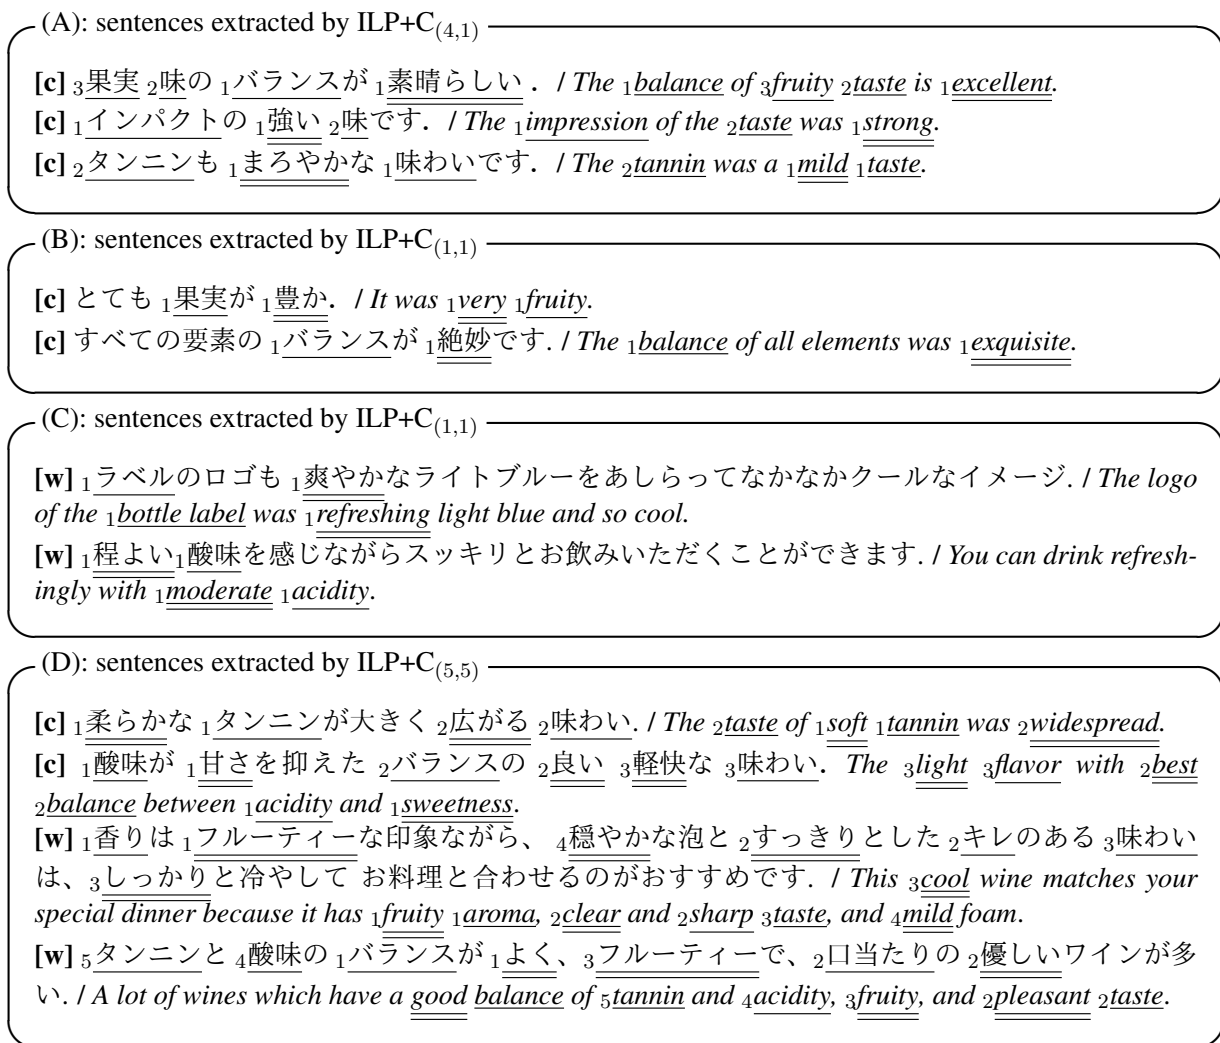 (A): sentences extracted by ILP+C(4,1)
[c] 3果実 2味の 1バランスが 1素晴らしい . / The 1balance of 3fruity 2taste is 1excellent.
[c] 1インパクトの 1強い 2味です. / The 1impression of the 2taste was 1strong.
[c] 2タンニンも 1まろやかな 1味わいです. / The 2tannin was a 1mild 1taste.
(B): sentences extracted by ILP+C(1,1)
[c] とても 1果実が 1豊か. / It was 1very 1fruity.
[c] すべての要素の 1バランスが 1絶妙です. / The 1balance of all elements was 1exquisite.
(C): sentences extracted by ILP+C(1,1)
[w] 1ラベルのロゴも 1爽やかなライトブルーをあしらってなかなかクールなイメージ. / The logo
of the 1bottle label was 1refreshing light blue and so cool.
[w] 1程よい1酸味を感じながらスッキリとお飲みいただくことができます. / You can drink refresh-
ingly with 1moderate 1acidity.
(D): sentences extracted by ILP+C(5,5)
[c] 1柔らかな 1タンニンが大きく 2広がる 2味わい. / The 2taste of 1soft 1tannin was 2widespread.
[c] 1酸味が 1甘さを抑えた 2バランスの 2良い 3軽快な 3味わい. The 3light 3flavor with 2best
2balance between 1acidity and 1sweetness.
[w] 1香りは 1フルーティーな印象ながら、 4穏やかな泡と 2すっきりとした 2キレのある 3味わい
は、3しっかりと冷やして お料理と合わせるのがおすすめです. / This 3cool wine matches your
special dinner because it has 1fruity 1aroma, 2clear and 2sharp 3taste, and 4mild foam.
[w] 5タンニンと 4酸味の 1バランスが 1よく、3フルーティーで、2口当たりの 2優しいワインが多
い. / A lot of wines which have a good balance of 5tannin and 4acidity, 3fruity, and 2pleasant 2taste.